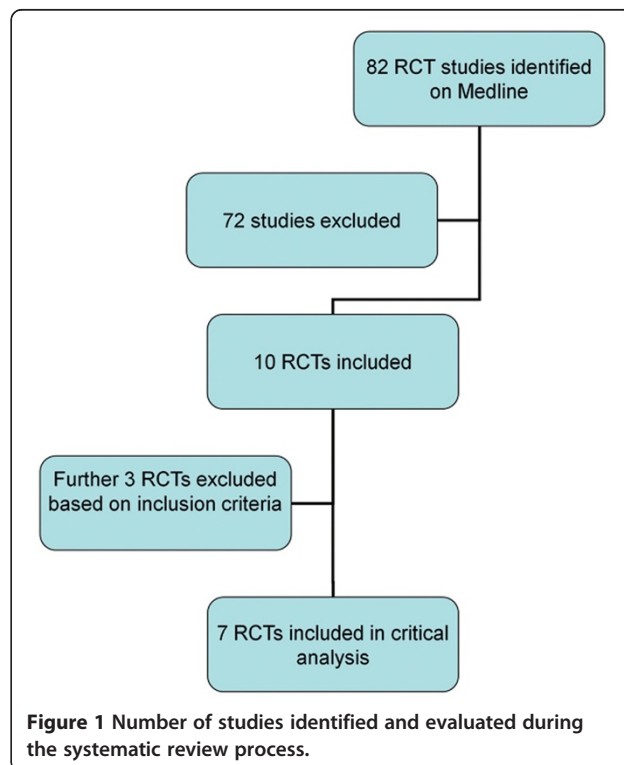 82 RCT studies identified
on Medline
72 studies excluded
10 RCTs included
Further 3 RCTs excluded
based on inclusion criteria
7 RCTs included in critical
analysis
Figure 1 Number of studies identified and evaluated during
the systematic review process.